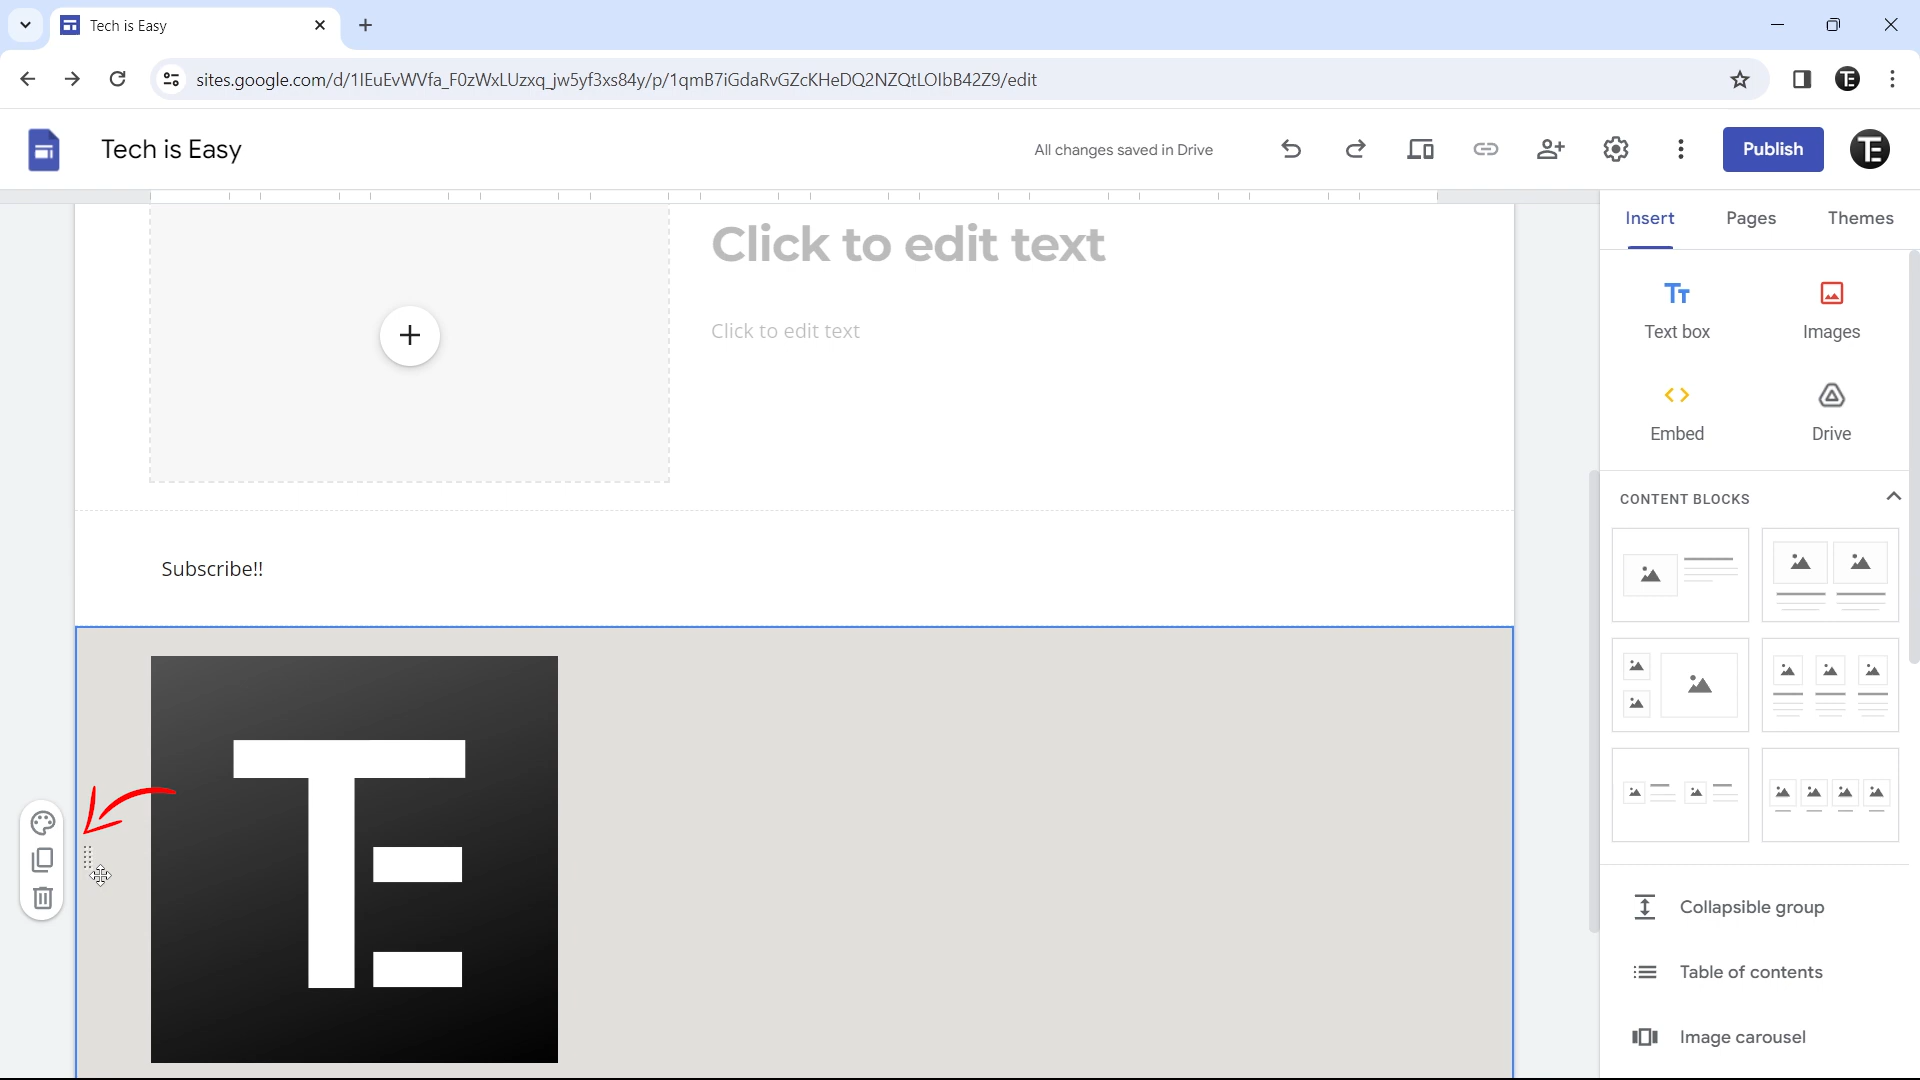 Tech is Easy
sites.google.com/d/1lEuEvWVfa_F0zWxLUzxq_jw5yf3xs84y/p/1qmB7iGdaRvGZcKHeDQ2NZQtLOIbB42Z9/edit
Tech is Easy
All changes saved in Drive
Publish
Insert
Pages
Themes
Click to edit text
Click to edit text
Subscribe!!
Text box
Images
Embed
Drive
CONTENT BLOCKS
Collapsible group
Table of contents
Image carousel
TE